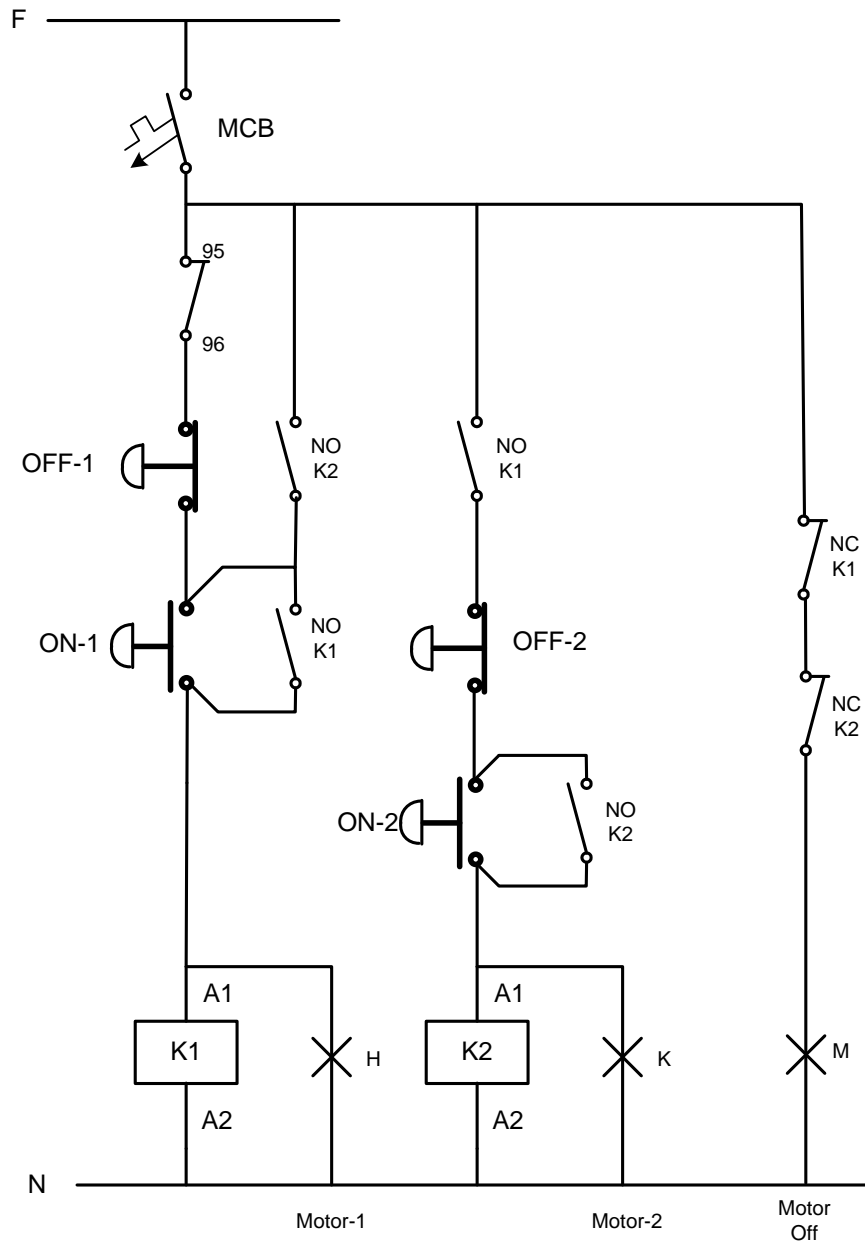 F
MCB
95
96
OFF-1
NO
K2
NO
K1
ON-1
NO
K1
OFF-2
NC
K1
NC
K2
ON-2
NO
K2
A1
A1
K1
H
K2
K
M
A2
A2
N
Motor-1
Motor-2
Motor
Off